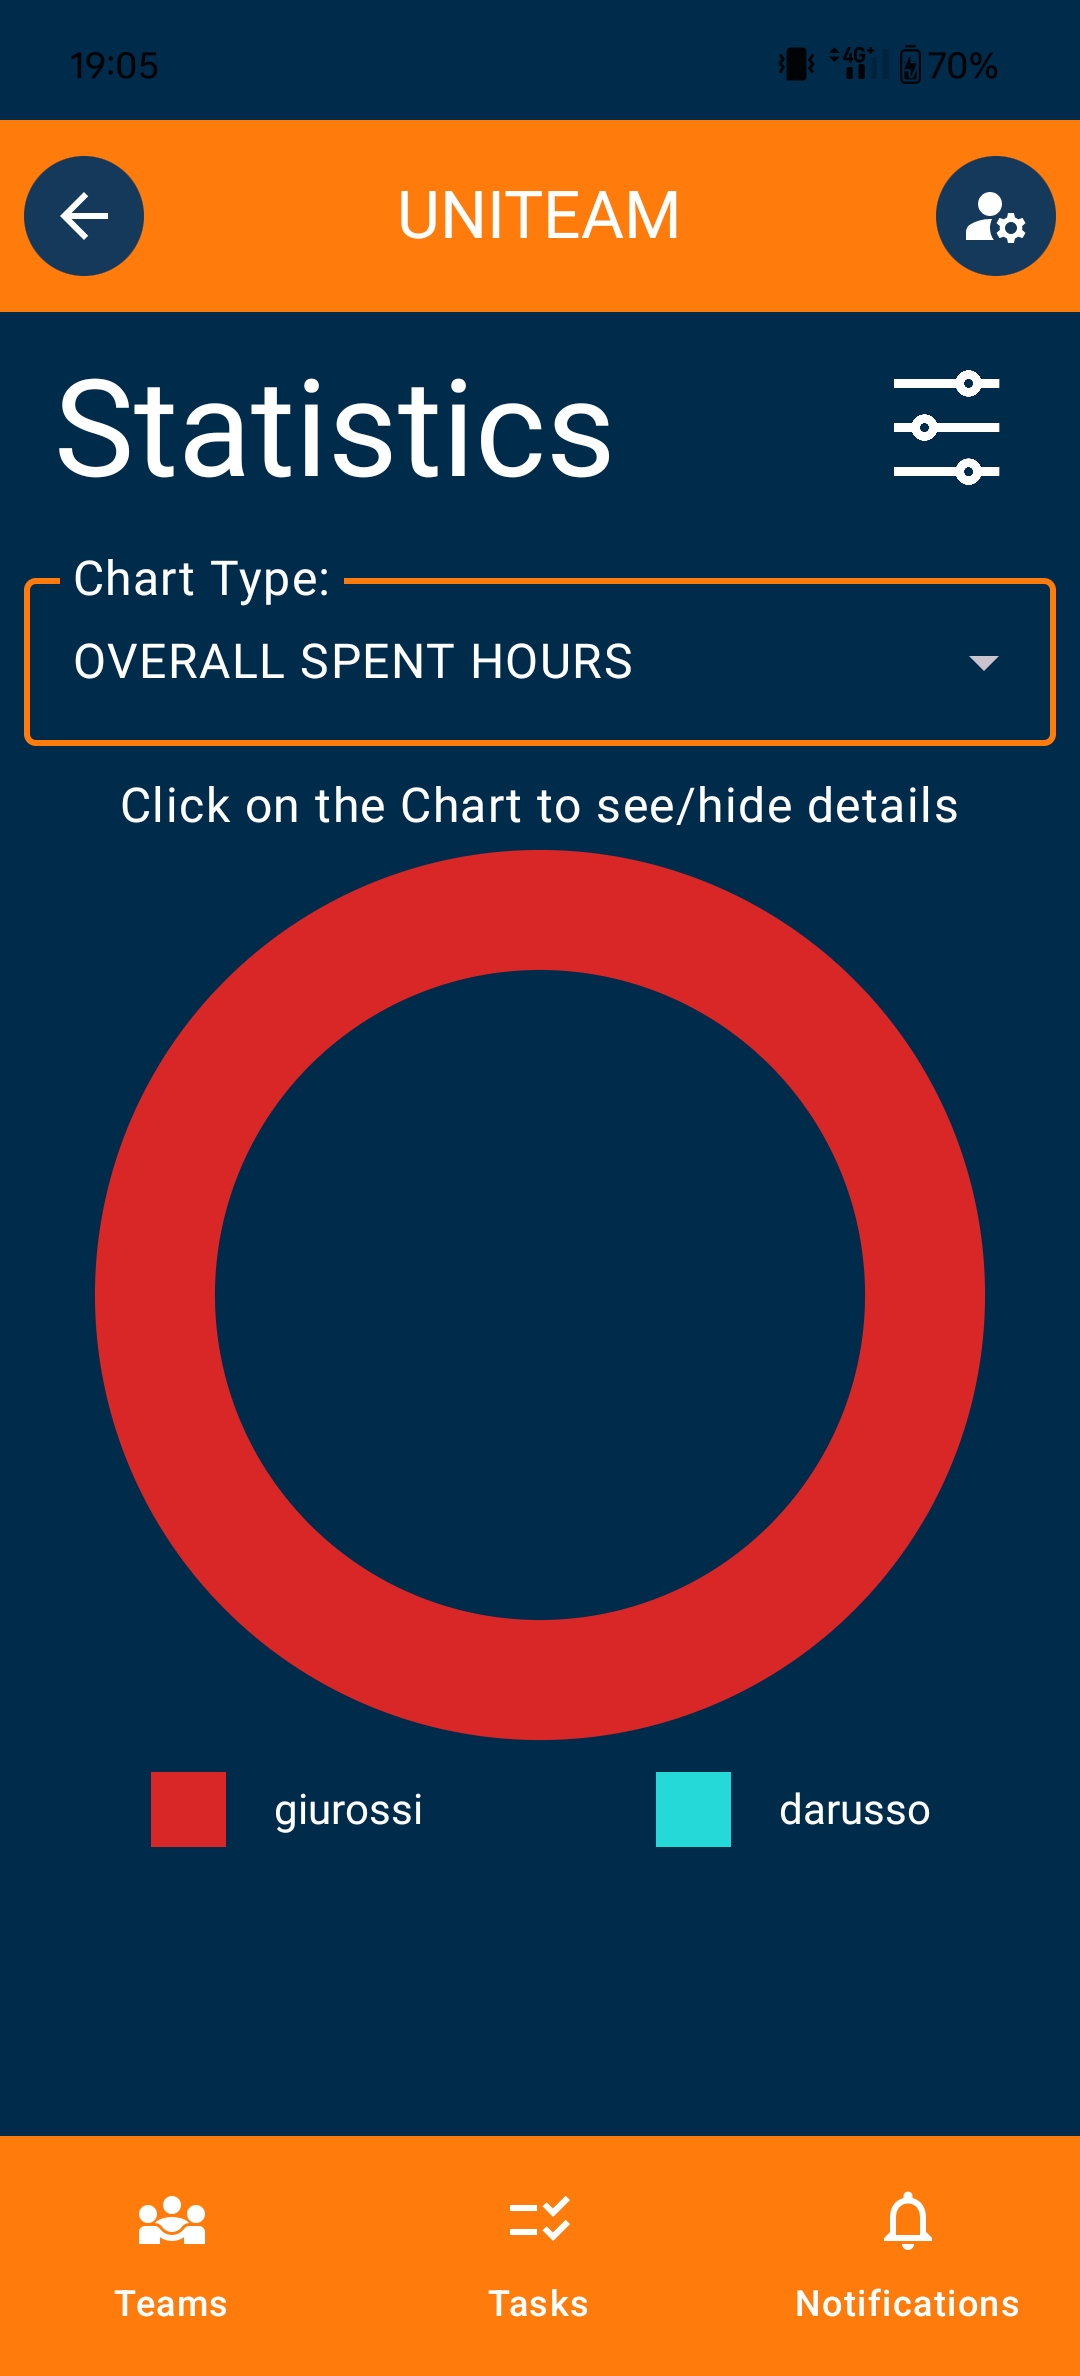 19:05 4G+ 70%
UNITEAM
Statistics
Chart Type:
OVERALL SPENT HOURS
Click on the Chart to see/hide details
giurossi darusso
Teams Tasks Notifications